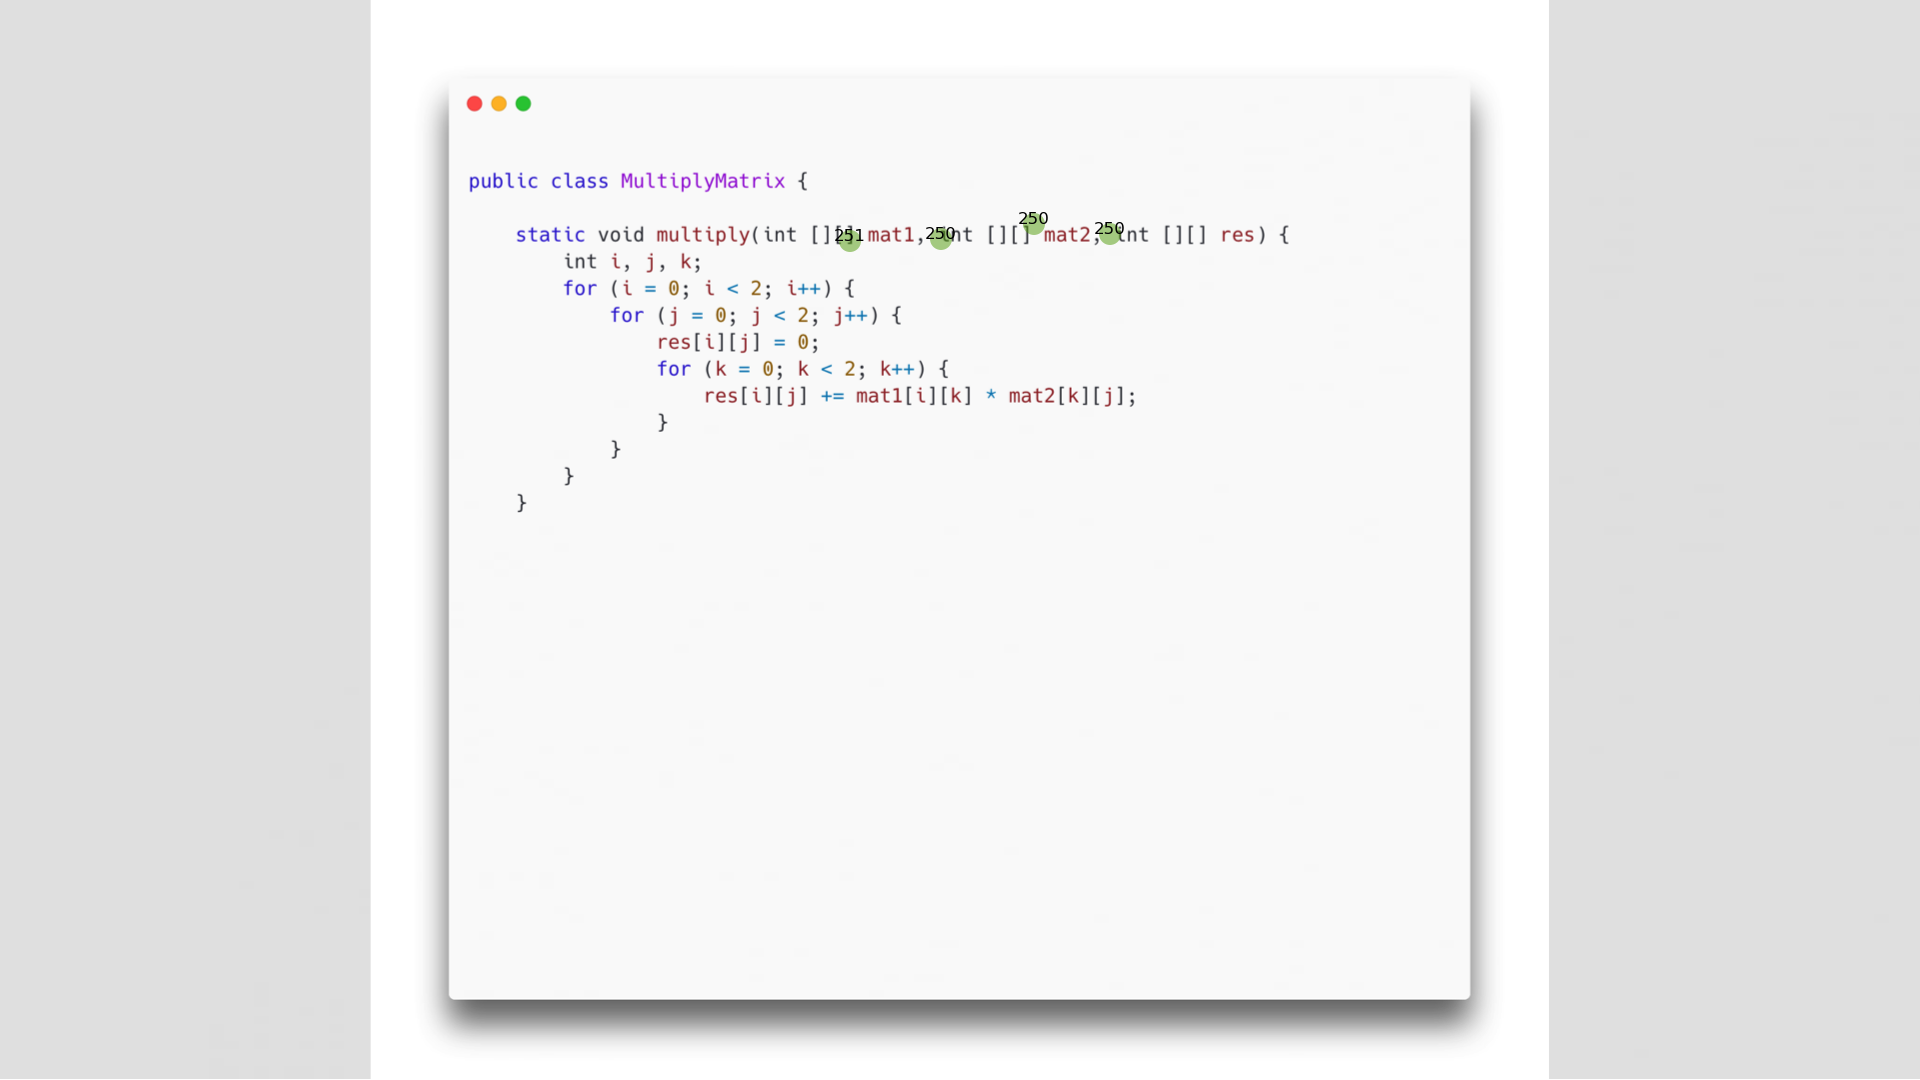 public class MultiplyMatrix {
static void multiply(int [][] mat1, int [][] mat2, int [][] res) {
251 250 250 250
int i, j, k;
for (i = 0; i < 2; i++) {
for (j = 0; j < 2; j++) {
res[i][j] = 0;
for (k = 0; k < 2; k++) {
res[i][j] += mat1[i][k] * mat2[k][j];
}
}
}
}